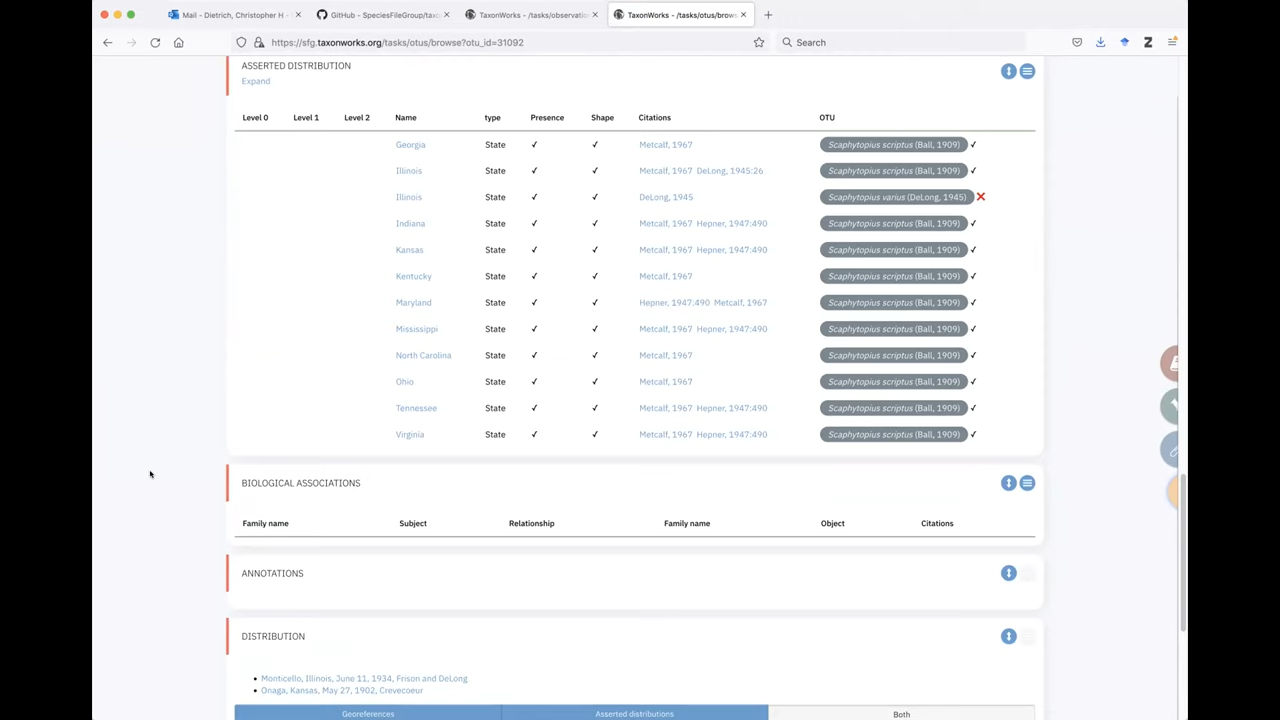 Mail - Dietrich, Christopher H - GitHub - SpeciesFileGroup/taxo TaxonWorks - /tasks/observatio TaxonWorks - /tasks/otus/brows
https://sfg.taxonworks.org/tasks/otus/browse?otu_id=31092 Search
ASSERTED DISTRIBUTION
Expand
Level 0 Level 1 Level 2 Name type Presence Shape Citations OTU
Georgia State ✓ ✓ Metcalf, 1967 Scaphytopius scriptus (Ball, 1909) ✓
Illinois State ✓ ✓ Metcalf, 1967 DeLong, 1945:26 Scaphytopius scriptus (Ball, 1909) ✓
Illinois State ✓ ✓ DeLong, 1945 Scaphytopius varius (DeLong, 1945) ❌
Indiana State ✓ ✓ Metcalf, 1967 Hepner, 1947:490 Scaphytopius scriptus (Ball, 1909) ✓
Kansas State ✓ ✓ Metcalf, 1967 Hepner, 1947:490 Scaphytopius scriptus (Ball, 1909) ✓
Kentucky State ✓ ✓ Metcalf, 1967 Scaphytopius scriptus (Ball, 1909) ✓
Maryland State ✓ ✓ Hepner, 1947:490 Metcalf, 1967 Scaphytopius scriptus (Ball, 1909) ✓
Mississippi State ✓ ✓ Metcalf, 1967 Hepner, 1947:490 Scaphytopius scriptus (Ball, 1909) ✓
North Carolina State ✓ ✓ Metcalf, 1967 Scaphytopius scriptus (Ball, 1909) ✓
Ohio State ✓ ✓ Metcalf, 1967 Scaphytopius scriptus (Ball, 1909) ✓
Tennessee State ✓ ✓ Metcalf, 1967 Hepner, 1947:490 Scaphytopius scriptus (Ball, 1909) ✓
Virginia State ✓ ✓ Metcalf, 1967 Hepner, 1947:490 Scaphytopius scriptus (Ball, 1909) ✓
BIOLOGICAL ASSOCIATIONS
Family name Subject Relationship Family name Object Citations
ANNOTATIONS
DISTRIBUTION
Monticello, Illinois, June 11, 1934, Frison and DeLong
Onaga, Kansas, May 27, 1902, Crevecoeur
Georeferences Asserted distributions Both